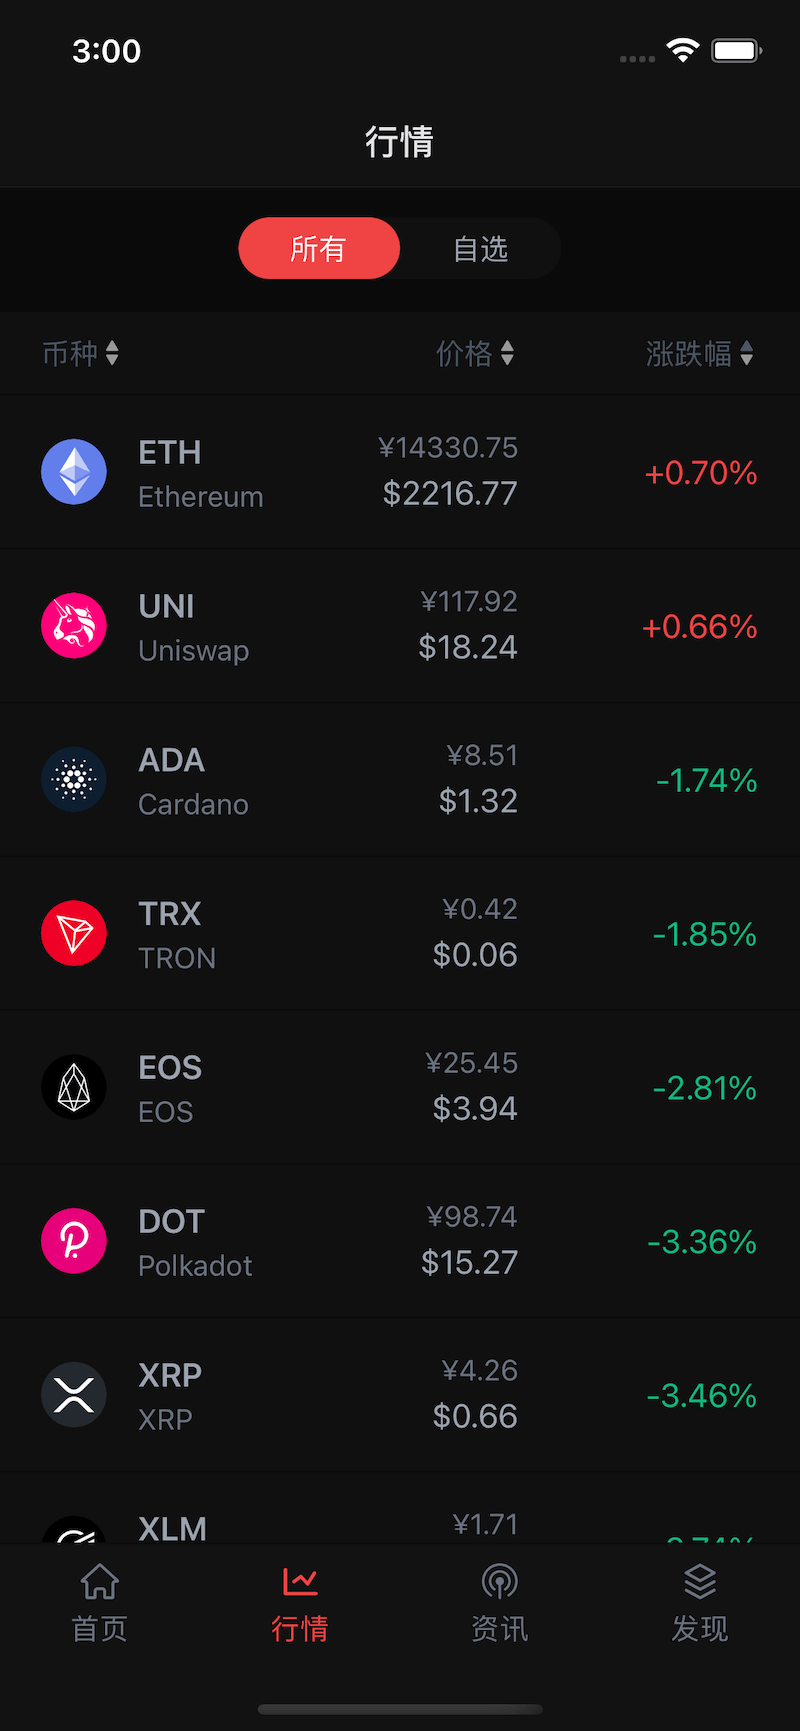 3:00
行情
所有 自选
币种 价格 涨跌幅
ETH ¥14330.75
Ethereum $2216.77 +0.70%
UNI ¥117.92
Uniswap $18.24 +0.66%
ADA ¥8.51
Cardano $1.32 -1.74%
TRX ¥0.42
TRON $0.06 -1.85%
EOS ¥25.45
EOS $3.94 -2.81%
DOT ¥98.74
Polkadot $15.27 -3.36%
XRP ¥4.26
XRP $0.66 -3.46%
XLM ¥1.71
首页 行情 资讯 发现